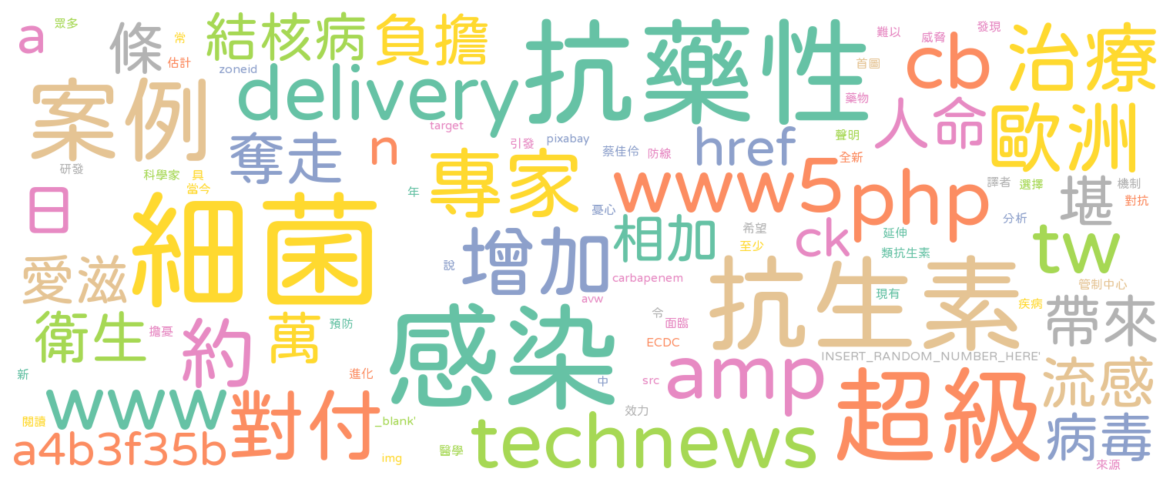 a
眾多
條
常
估計
結核病
負擔
zoneid
delivery
抗藥性
難以
威脅
發現
首圖
cb
治療
藥物
人命
歐洲
案例
研發
科學家
具
當今
奪走
n
target
引發
pixabay
蔡佳伶
防線
href
聲明
全新
www5
php
譯者
選擇
機制
對抗
堪
分析
tw
日
細菌
年
專家
憂心
相加
希望
至少
ck
延伸
類抗生素
說
增加
carbapenem
avw
抗生素
現有
管制中心
疾病
帶來
愛滋
衛生
擔憂
約
萬
預防
感染
令
面臨
ECDC
INSERT_RANDOM_NUMBER_HERE'
新
進化
中
src
amp
超級
流感
閱讀
www
對付
_blank'
效力
a4b3f35b
img
醫學
technews
病毒
來源